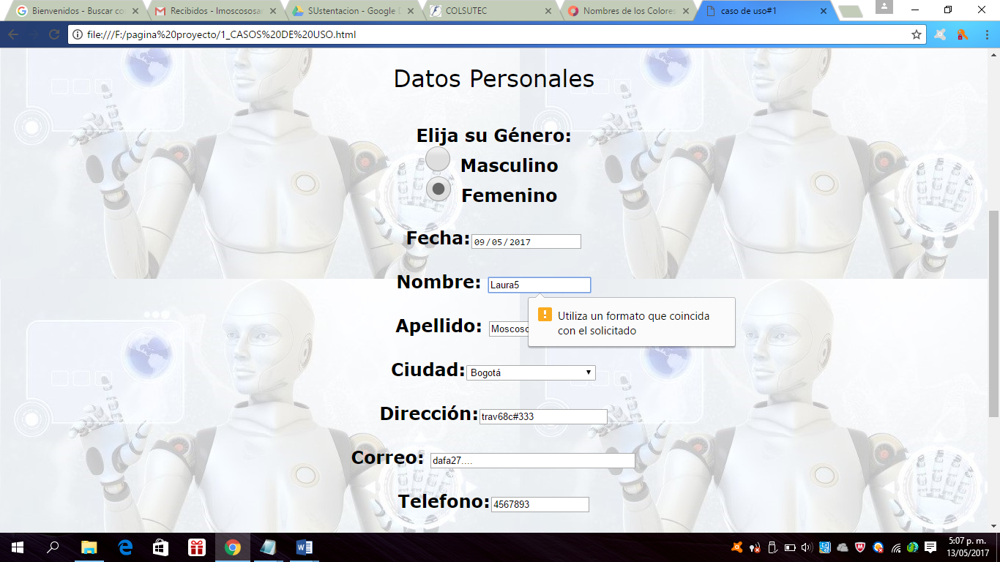 Bienvenidos - Buscar co
Recibidos - lmoscososa
SUstentacion - Google D
COLSUTEC
Nombres de los Colores
caso de uso#1
file:///F:/pagina%20proyecto/1_CASOS%20DE%20USO.html
Datos Personales
Elija su Género:
Masculino
Femenino
Fecha: 09/05/2017
Nombre: Laura5
Utiliza un formato que coincida
con el solicitado
Apellido: Moscoso
Ciudad: Bogotá
Dirección: trav68c#333
Correo: dafa27....
Telefono: 4567893
5:07 p. m.
13/05/2017